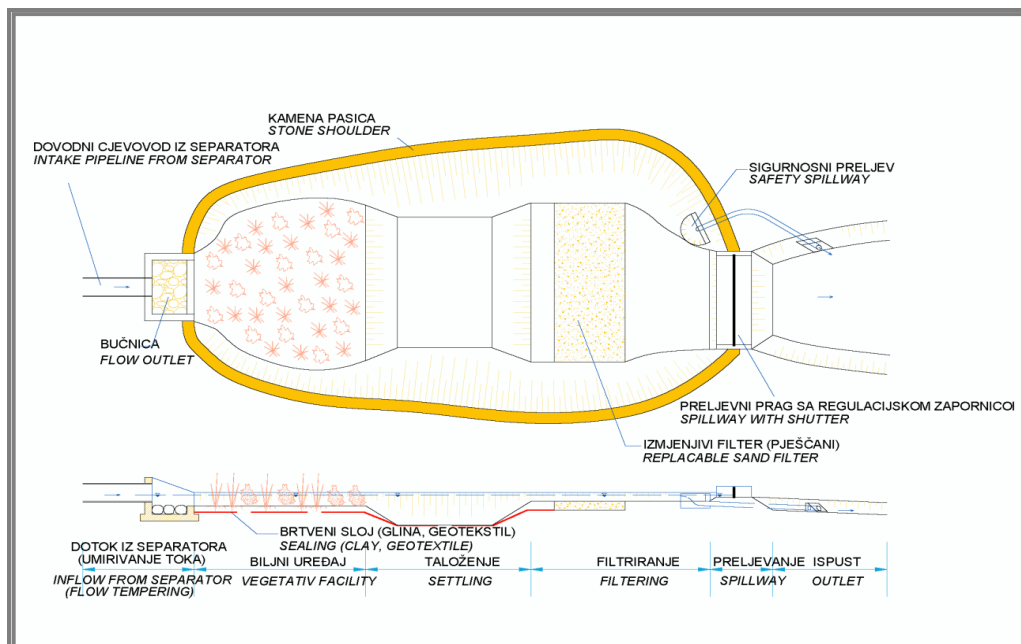 KAMENA PASICA
STONE SHOULDER
DOVODNI CJEVOVOD IZ SEPARATORA
INTAKE PIPELINE FROM SEPARATOR
SIGURNOSNI PRELJEV
SAFETY SPILLWAY
BUČNICA
FLOW OUTLET
PRELJEVNI PRAG SA REGULACIJSKOM ZAPORNICOI
SPILLWAY WITH SHUTTER
IZMJENJIVI FILTER (PJEŠČANI)
REPLACABLE SAND FILTER
BRTVENI SLOJ (GLINA, GEOTEKSTIL)
SEALING (CLAY, GEOTEXTILE)
DOTOK IZ SEPARATORA
(UMIRIVANJE TOKA)
INFLOW FROM SEPARATOR
(FLOW TEMPERING)
BILJNI UREĐAJ
VEGETATIV FACILITY
TALOŽENJE
SETTLING
FILTRIRANJE
FILTERING
PRELJEVANJE
SPILLWAY
ISPUST
OUTLET